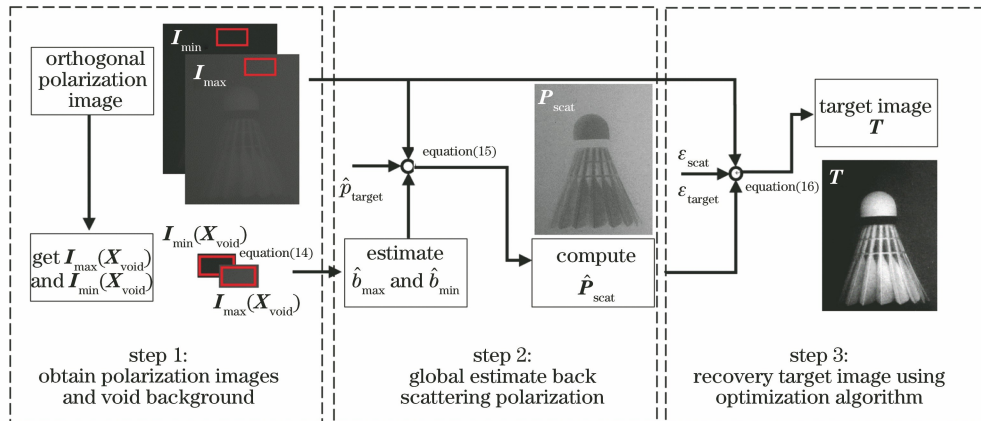 orthogonal
polarization
image
I_min
I_max
get I_max(X_void)
and I_min(X_void)
I_min(X_void)
equation(14)
I_max(X_void)
step 1:
obtain polarization images
and void background
p̂_target
equation(15)
estimate
b̂_max and b̂_min
P_scat
compute
P̂_scat
step 2:
global estimate back
scattering polarization
ε_scat
ε_target
equation(16)
target image
T
T
step 3:
recovery target image using
optimization algorithm